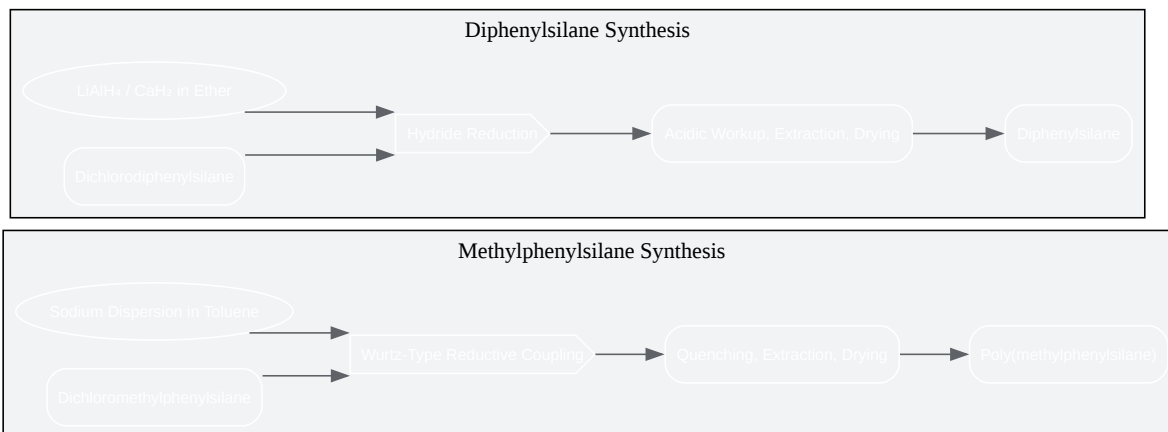 Diphenylsilane Synthesis
LiAlH₄ / CaH₂ in Ether
Hydride Reduction
Acidic Workup, Extraction, Drying
Diphenylsilane
Dichlorodiphenylsilane
Methylphenylsilane Synthesis
Sodium Dispersion in Toluene
Wurtz-Type Reductive Coupling
Quenching, Extraction, Drying
Poly(methylphenylsilane)
Dichloromethylphenylsilane